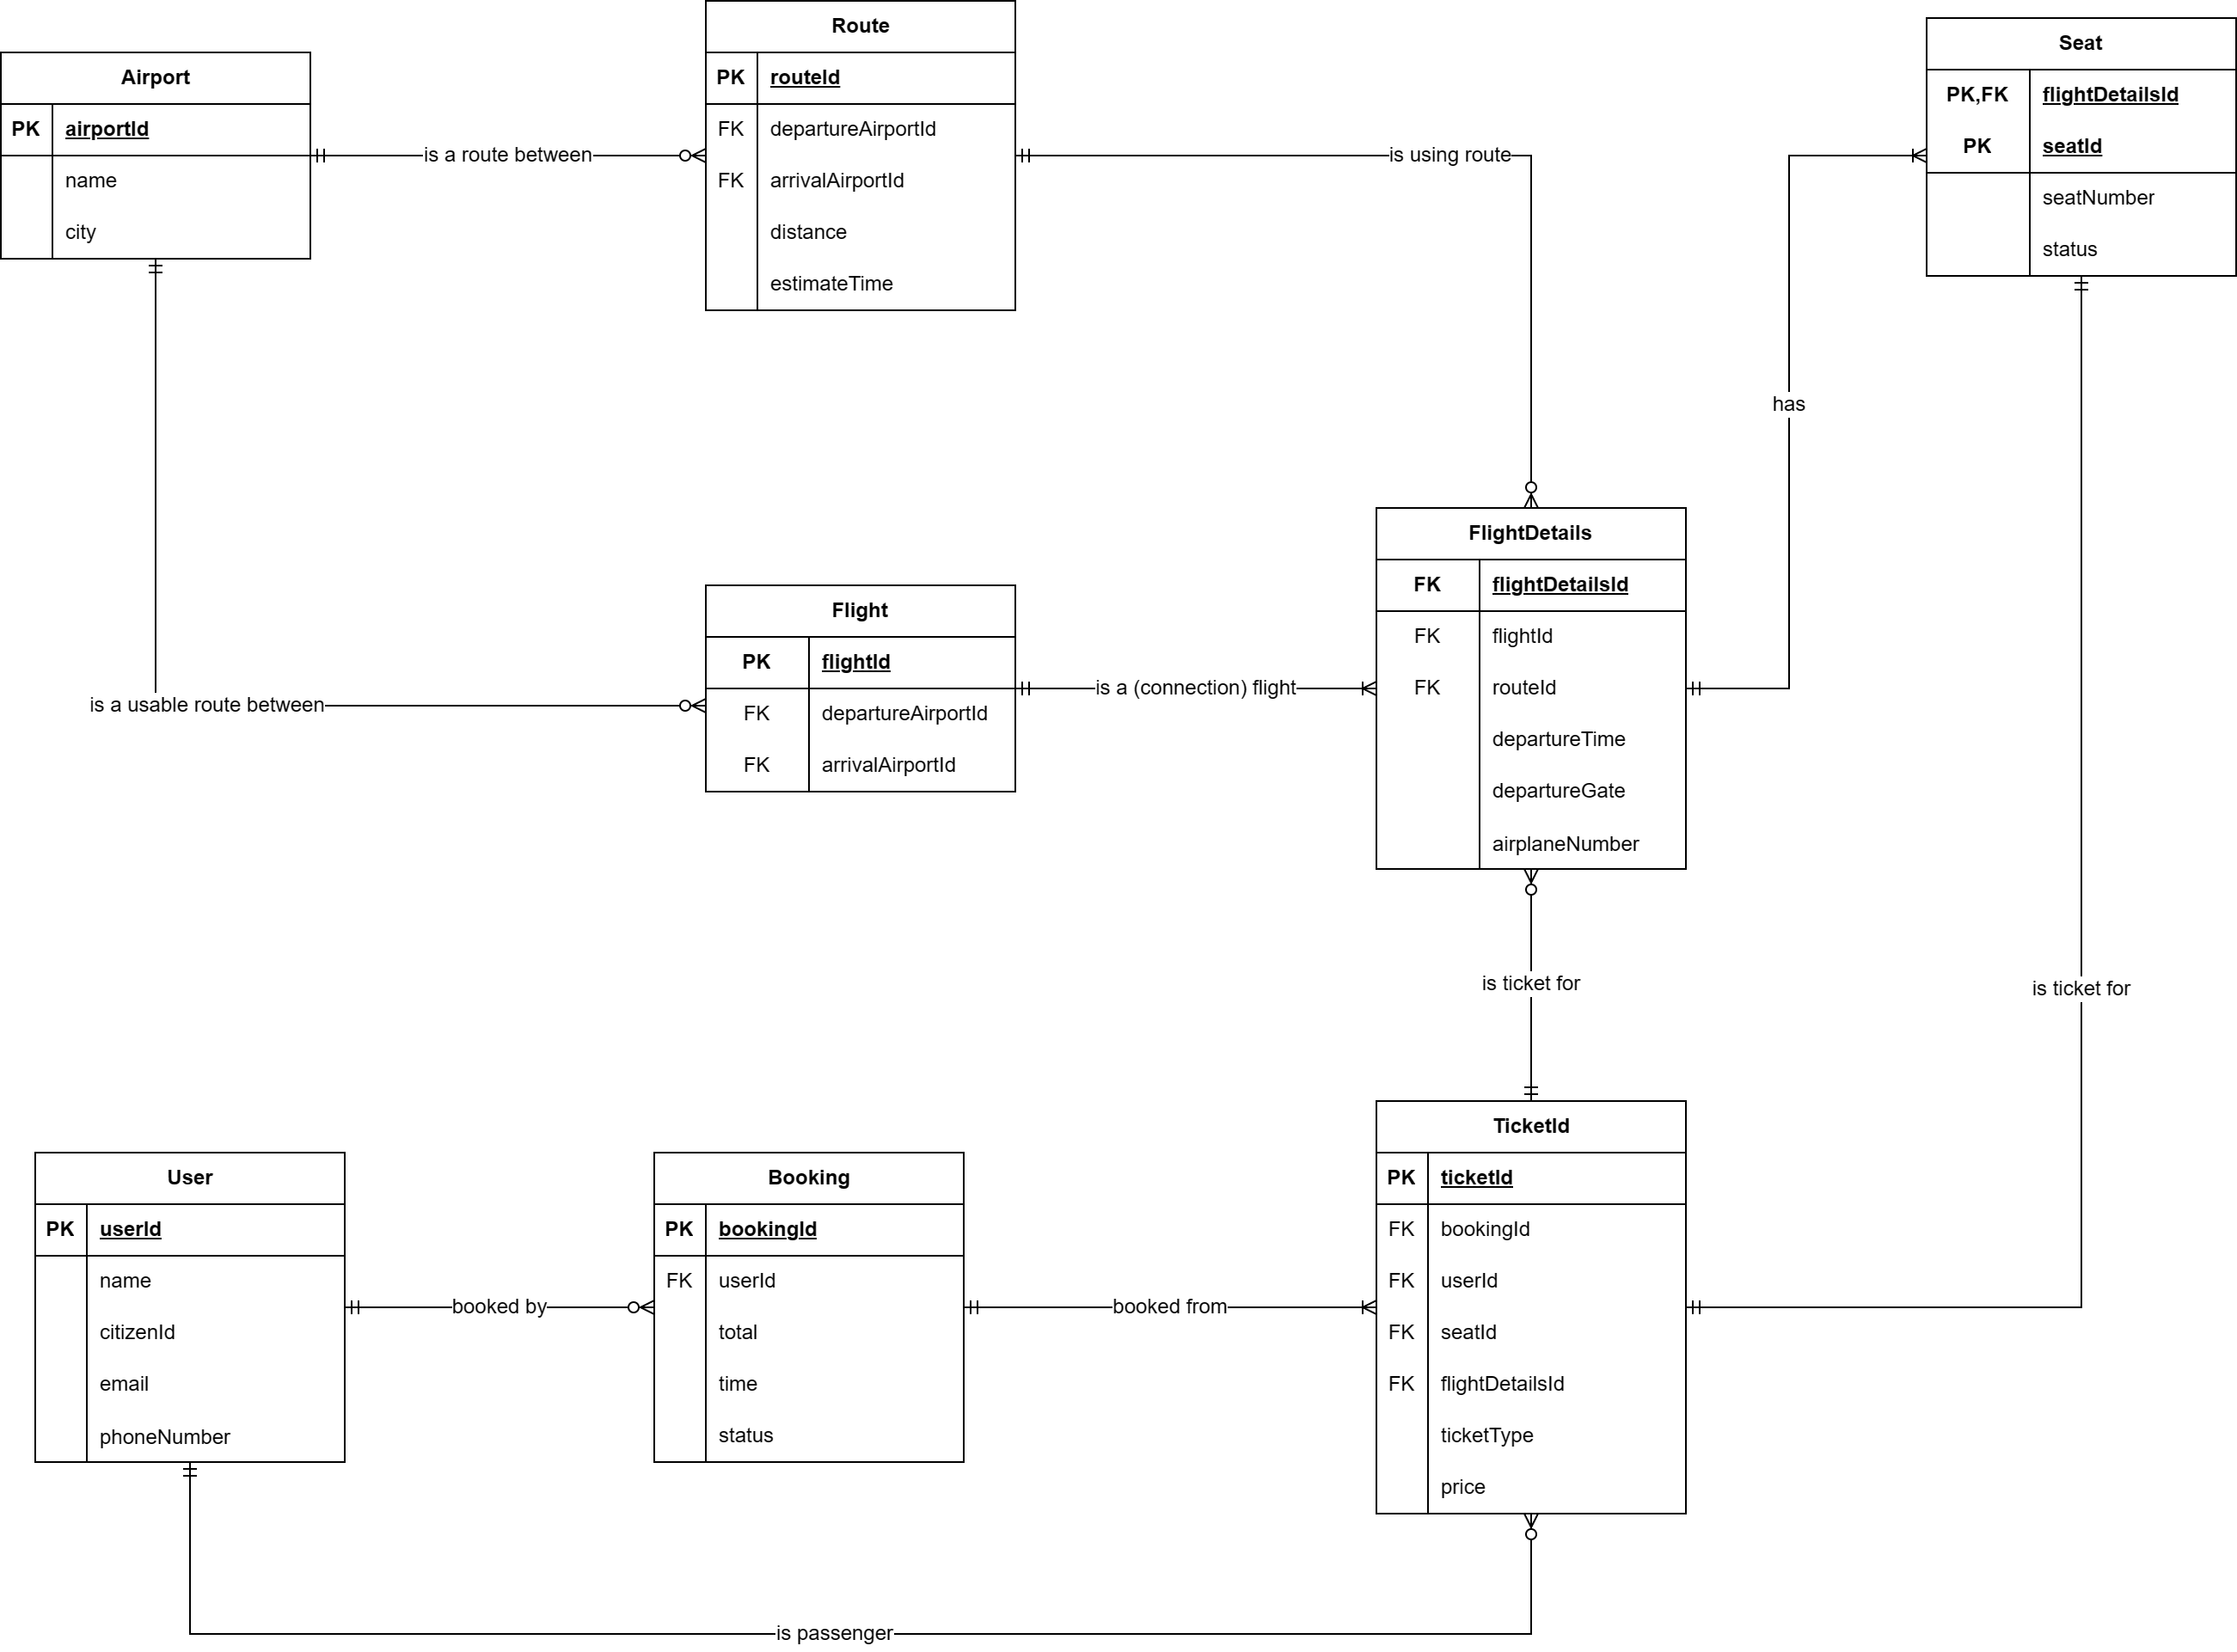 Route
PK routeId
FK departureAirportId
FK arrivalAirportId
distance
estimateTime
Seat
PK,FK flightDetailsId
PK seatId
seatNumber
status
Airport
PK airportId
name
city
is a route between
is using route
has
FlightDetails
FK flightDetailsId
FK flightId
FK routeId
departureTime
departureGate
airplaneNumber
Flight
PK flightId
FK departureAirportId
FK arrivalAirportId
is a usable route between
is a (connection) flight
is ticket for
is ticket for
TicketId
PK ticketId
FK bookingId
FK userId
FK seatId
FK flightDetailsId
ticketType
price
User
PK userId
name
citizenId
email
phoneNumber
booked by
Booking
PK bookingId
FK userId
total
time
status
booked from
is passenger